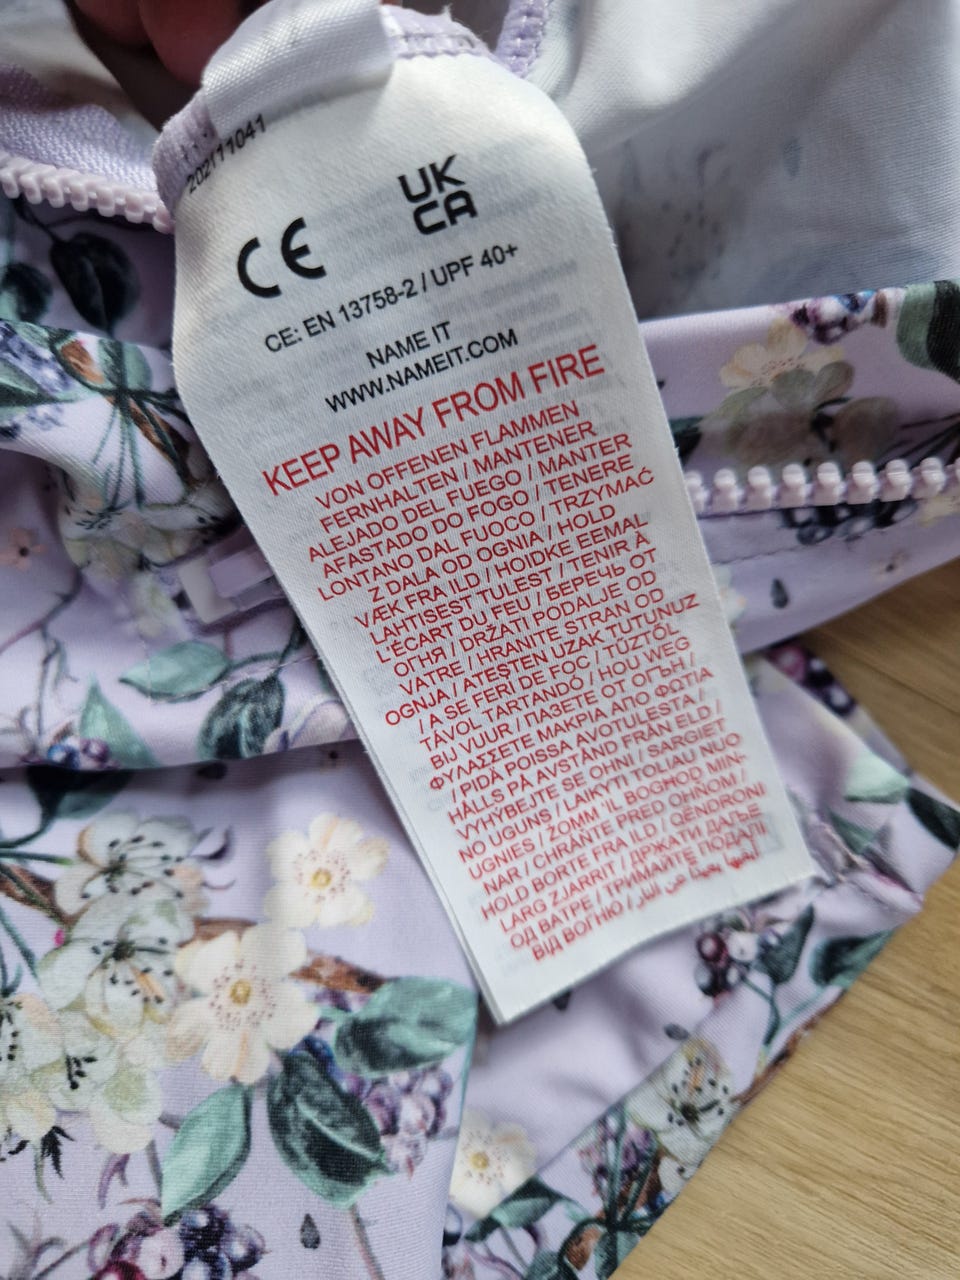 202111041
CE
UK
CA
CE: EN 13758-2 / UPF 40+
NAME IT
WWW.NAMEIT.COM
KEEP AWAY FROM FIRE
VON OFFENEN FLAMMEN
FERNHALTEN / MANTENER
ALEJADO DEL FUEGO / MANTER
AFASTADO DO FOGO / TENERE
LONTANO DAL FUOCO / TRZYMAĆ
Z DALA OD OGNIA / HOLD
VÆK FRA ILD / HOIDKE EEMAL
LAHTISEST TULEST / TENIR À
L'ÉCART DU FEU / БЕРЕЧЬ ОТ
ОГНЯ / DRŽATI PODALJE OD
VATRE / HRANITE STRAN OD
OGNJA / ATEŞTEN UZAK TUTUNUZ
/ A SE FERI DE FOC / TŰZTŐL
TÁVOL TARTANDÓ / HOU WEG
BIJ VUUR / ПАЗЕТЕ ОТ ОГЪН /
ΦΥΛΑΣΣΕΤΕ ΜΑΚΡΙΑ ΑΠΟ ΦΩΤΙΑ
/ PIDÄ POISSA AVOTULESTA /
HÅLLS PÅ AVSTÅND FRÅN ELD /
VYHÝBEJTE SE OHNI / SARGIET
NO UGUNS / LAIKYTI TOLIAU NUO
UGNIES / ŻOMM 'IL BOGĦOD MIN-
NAR / CHRÁŇTE PRED OHŇOM /
HOLD BORTE FRA ILD / QËNDRONI
LARG ZJARRIT / ДРЖАТИ ДАЉЕ
ОД ВАТРЕ / ТРИМАЙТЕ ПОДАЛІ
ВІД ВОГНЮ / أبقيها بعيدًا عن النار